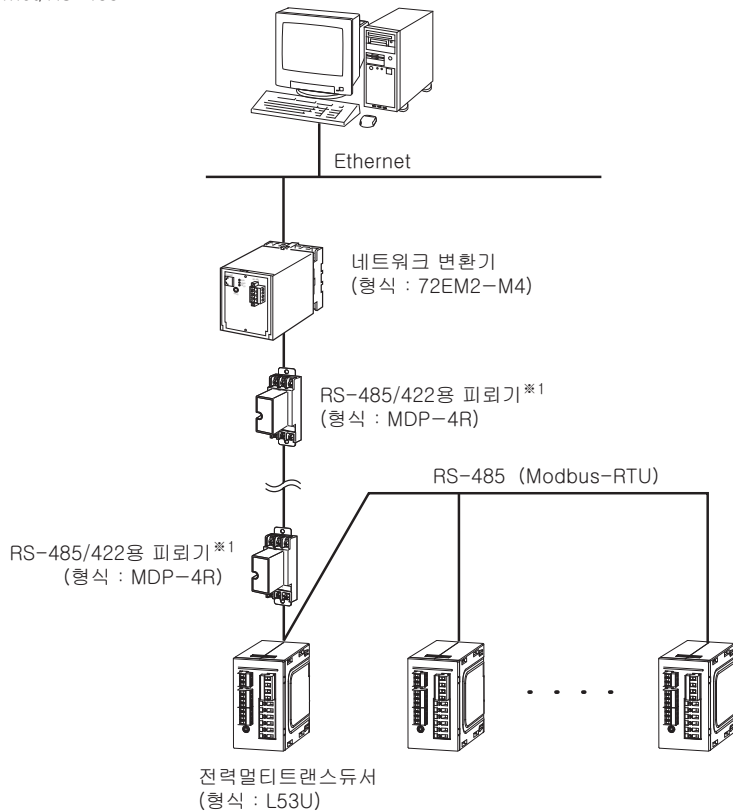 Ethernet
네트워크 변환기
(형식 : 72EM2-M4)
RS-485/422용 피뢰기※1
(형식 : MDP-4R)
RS-485 (Modbus-RTU)
RS-485/422용 피뢰기※1
(형식 : MDP-4R)
전력멀티트랜스듀서
(형식 : L53U)